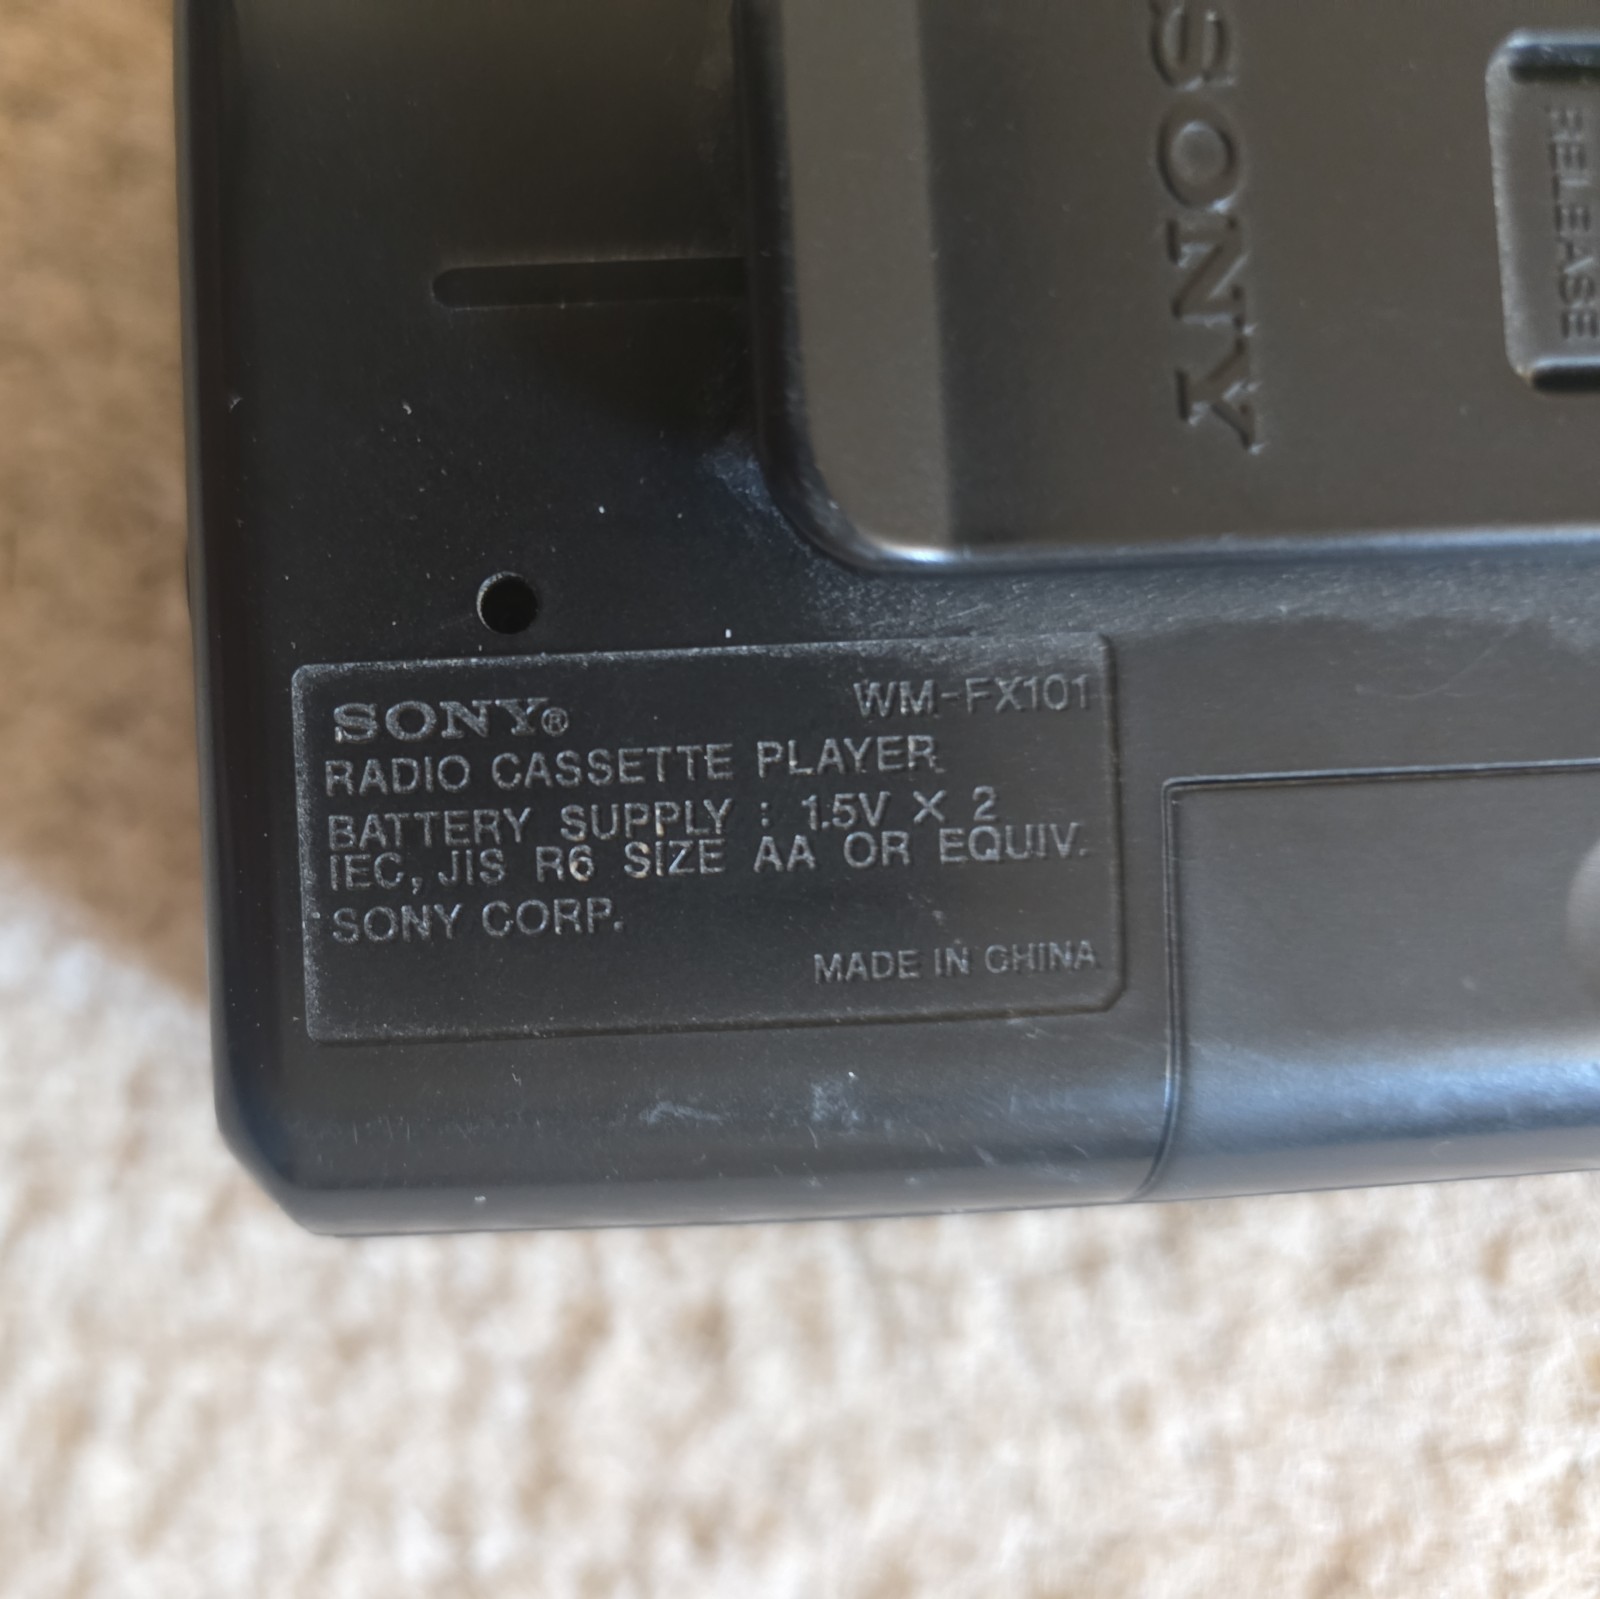 SONY
RELEASE
SONY® WM-FX101
RADIO CASSETTE PLAYER
BATTERY SUPPLY : 1.5V X 2
IEC, JIS R6 SIZE AA OR EQUIV.
SONY CORP.
MADE IN CHINA